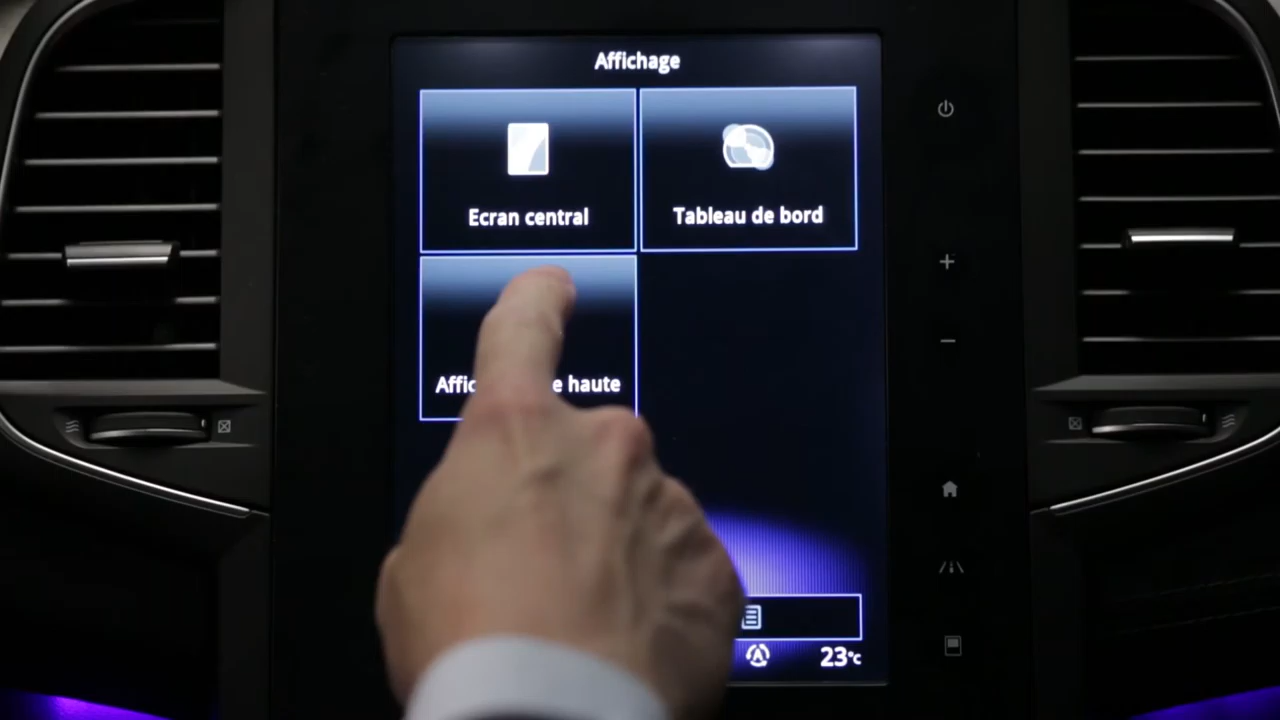 Affichage
Ecran central
Tableau de bord
haute
23°C